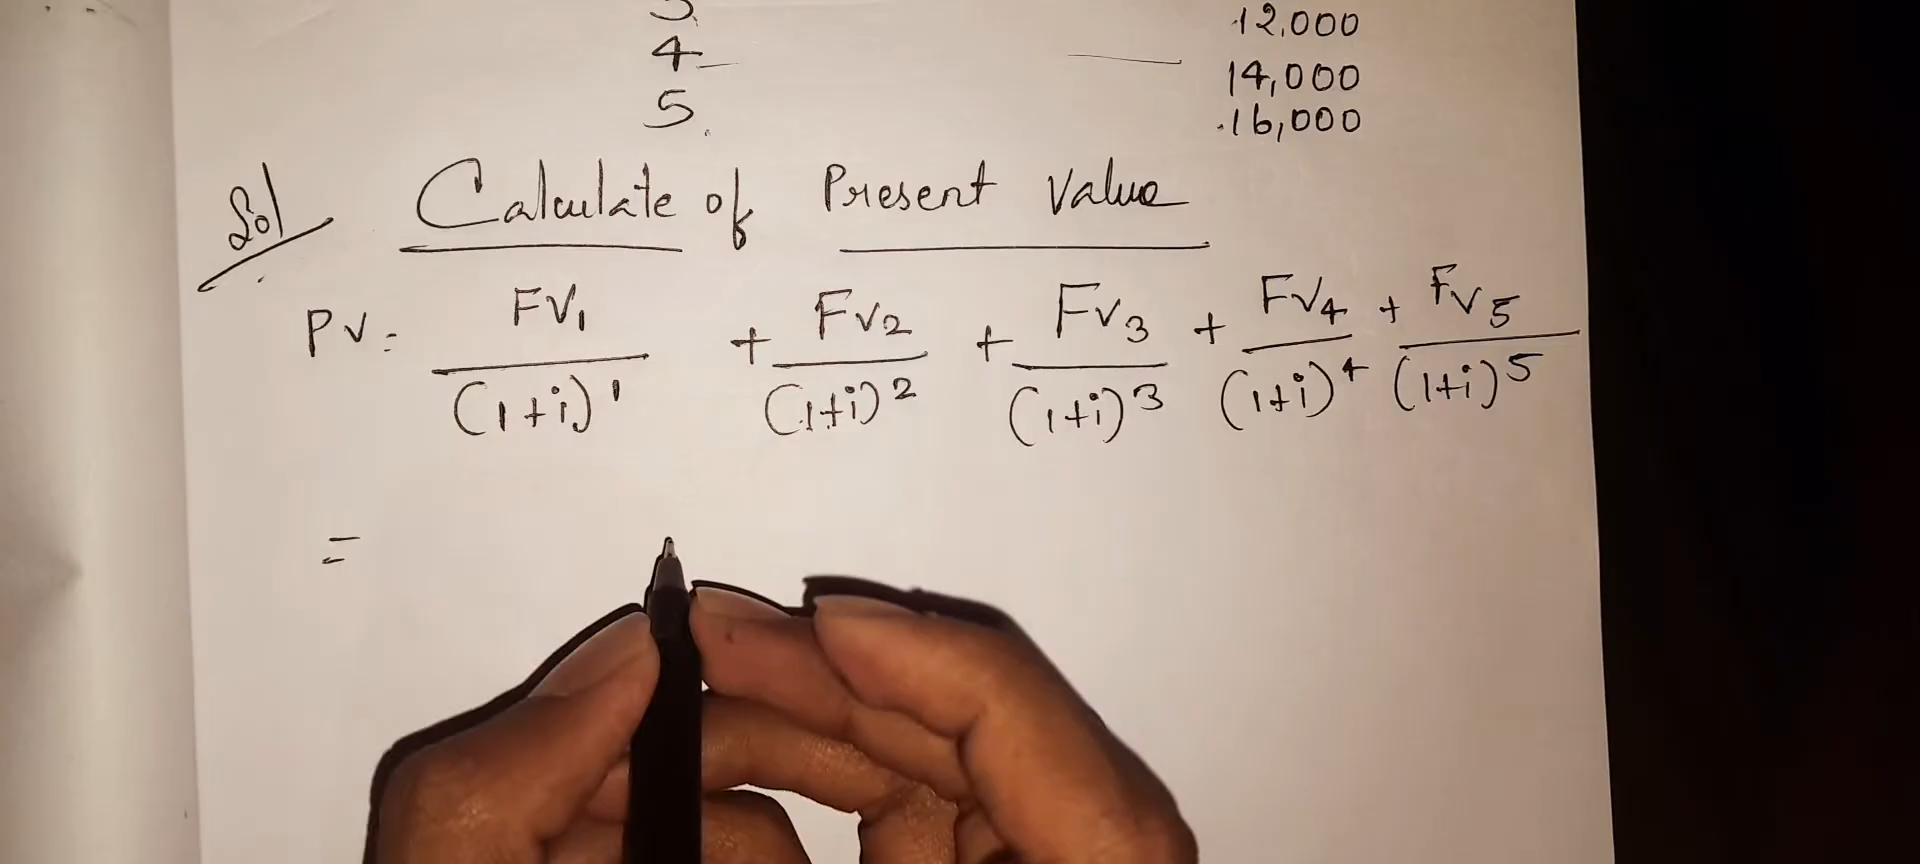 3. 12,000
4 — — 14,000
5. 16,000
Sol Calculate of Present Value
PV = FV₁/(1+i)¹ + FV₂/(1+i)² + FV₃/(1+i)³ + FV₄/(1+i)⁴ + FV₅/(1+i)⁵
=